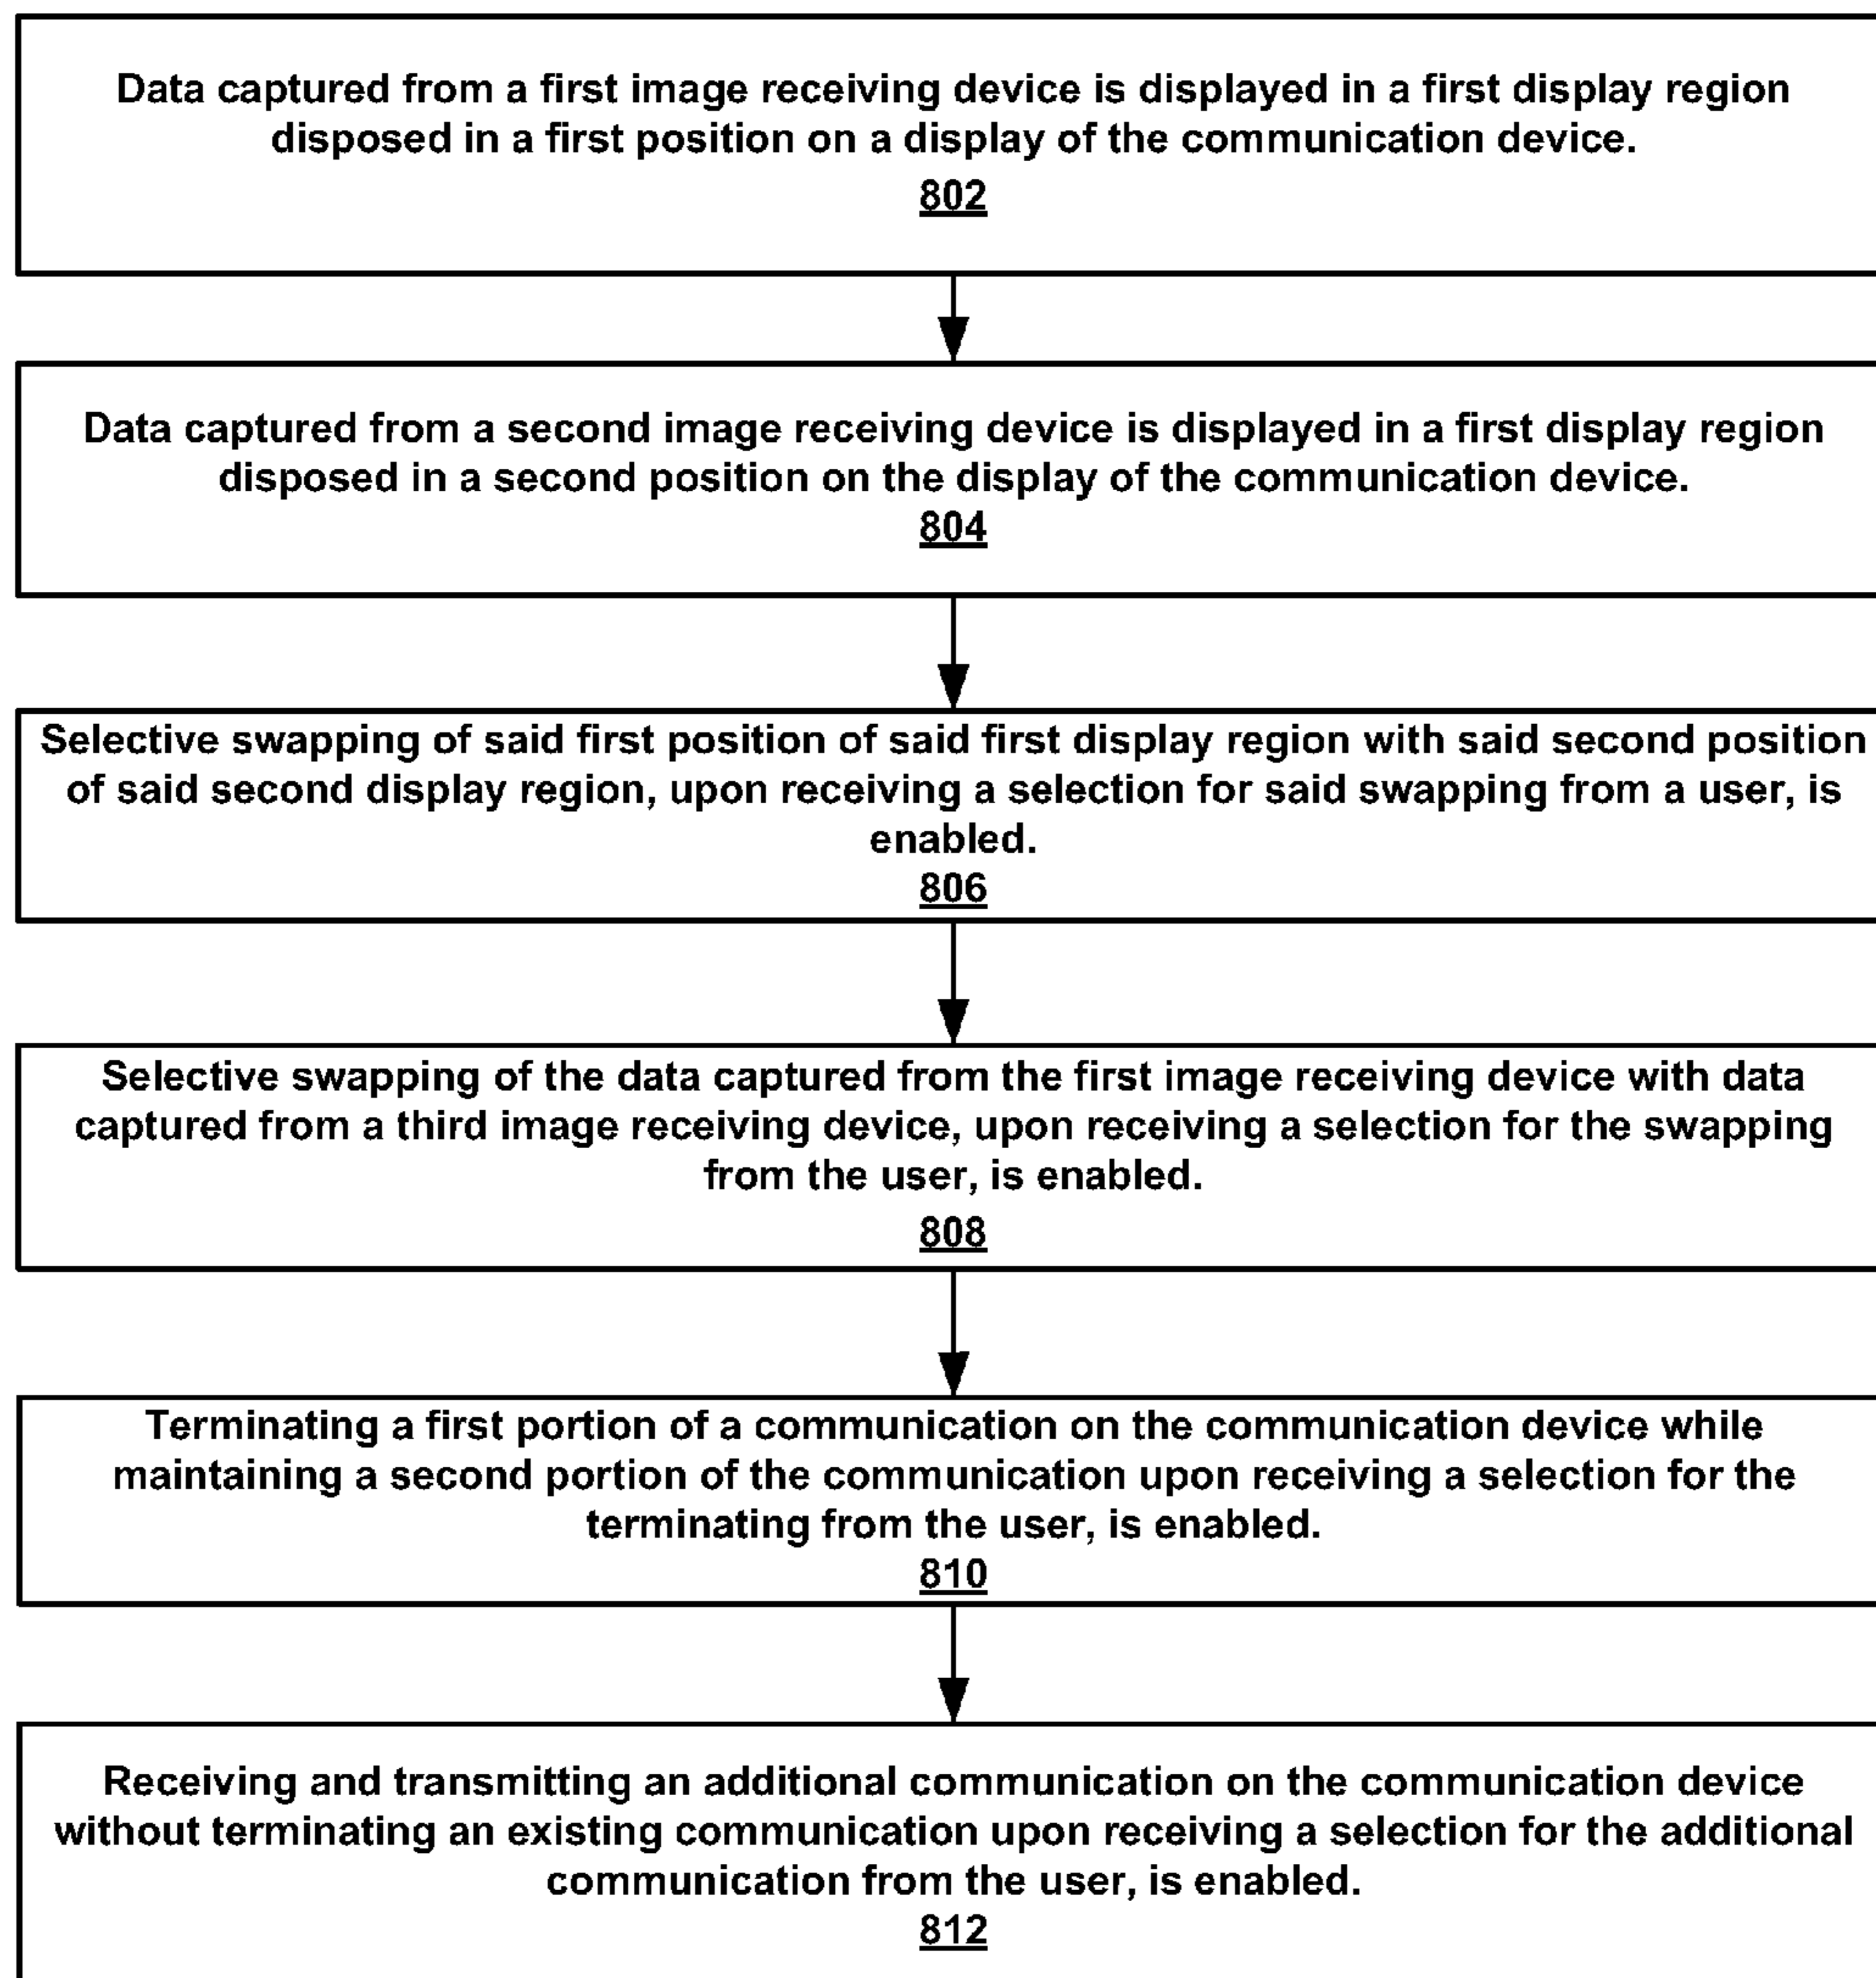 Data captured from a first image receiving device is displayed in a first display region
disposed in a first position on a display of the communication device.
802
Data captured from a second image receiving device is displayed in a first display region
disposed in a second position on the display of the communication device.
804
Selective swapping of said first position of said first display region with said second position
of said second display region, upon receiving a selection for said swapping from a user, is
enabled.
806
Selective swapping of the data captured from the first image receiving device with data
captured from a third image receiving device, upon receiving a selection for the swapping
from the user, is enabled.
808
Terminating a first portion of a communication on the communication device while
maintaining a second portion of the communication upon receiving a selection for the
terminating from the user, is enabled.
810
Receiving and transmitting an additional communication on the communication device
without terminating an existing communication upon receiving a selection for the additional
communication from the user, is enabled.
812